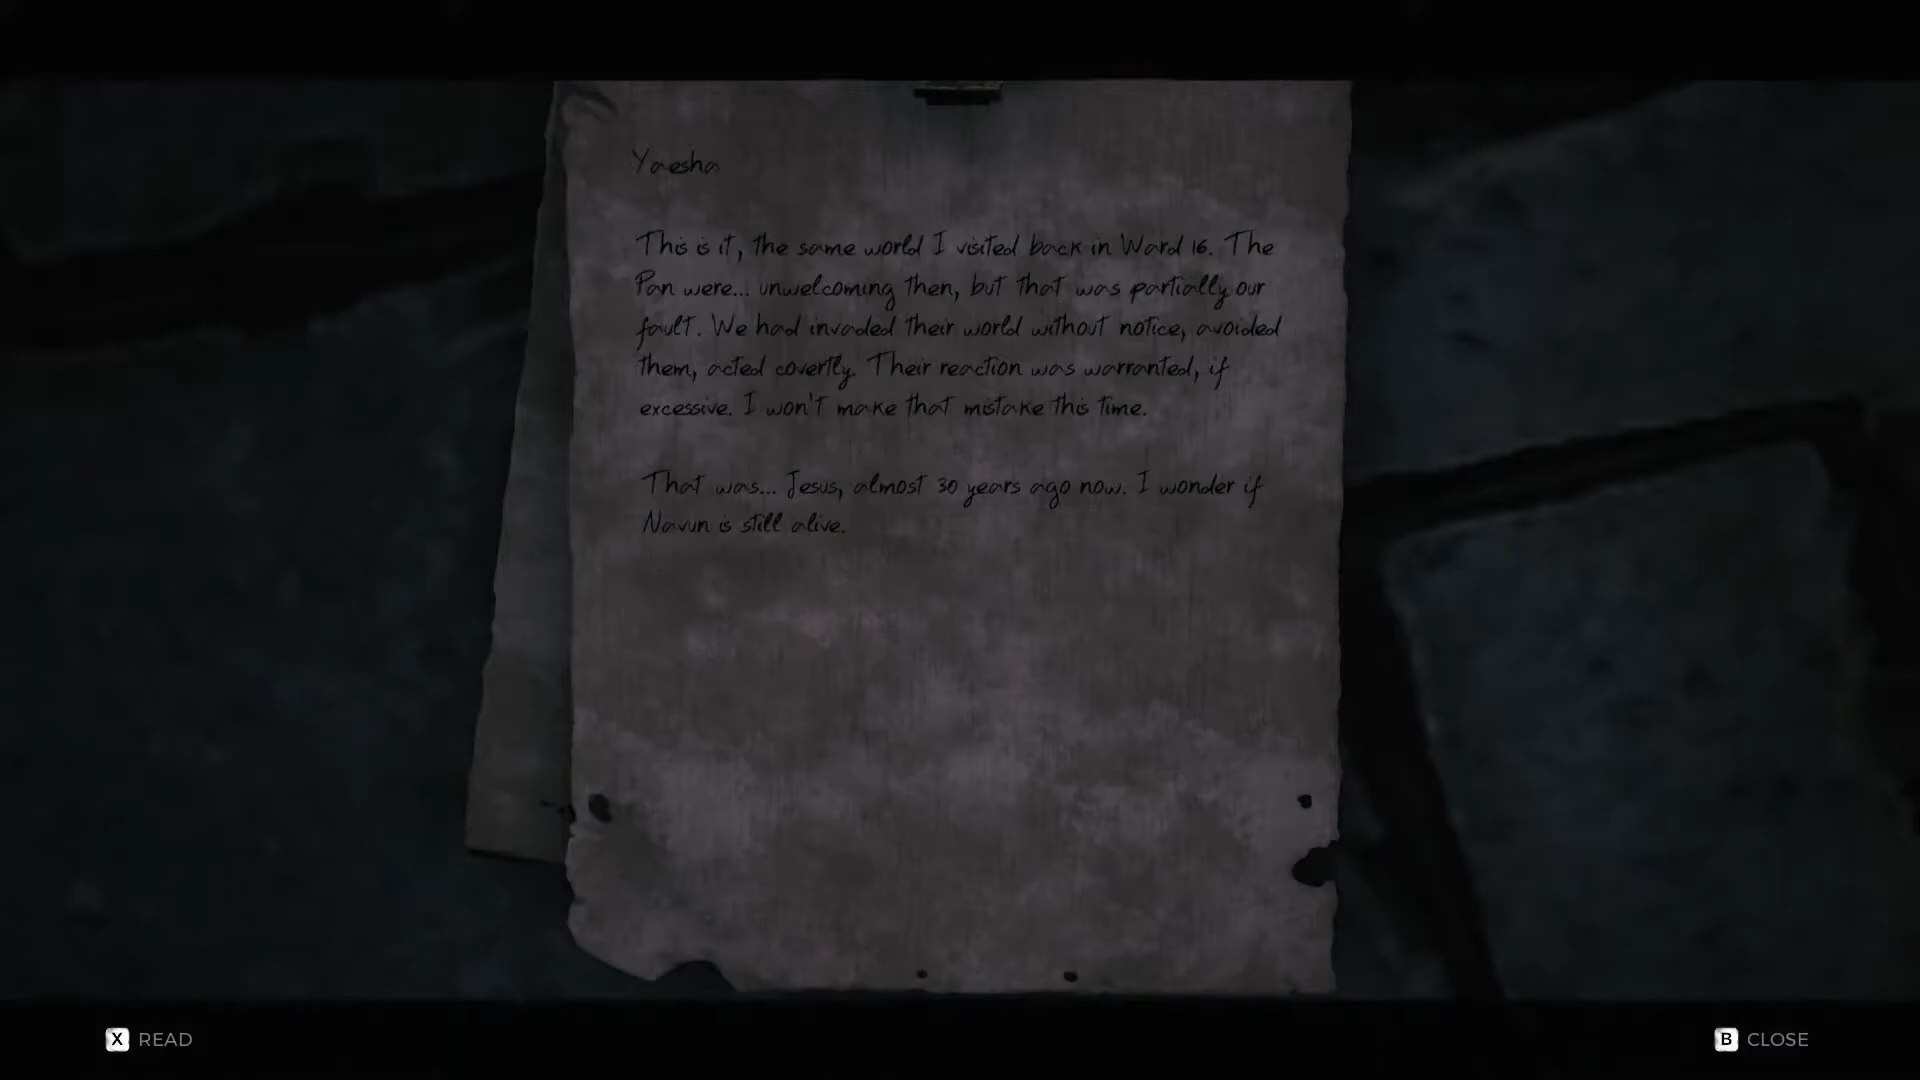 Yaesha
This is it, the same world I visited back in Ward 16. The
Pan were... unwelcoming then, but that was partially our
fault. We had invaded their world without notice, avoided
them, acted covertly. Their reaction was warranted, if
excessive. I won't make that mistake this time.
That was... Jesus, almost 30 years ago now. I wonder if
Navun is still alive.
X READ
B CLOSE